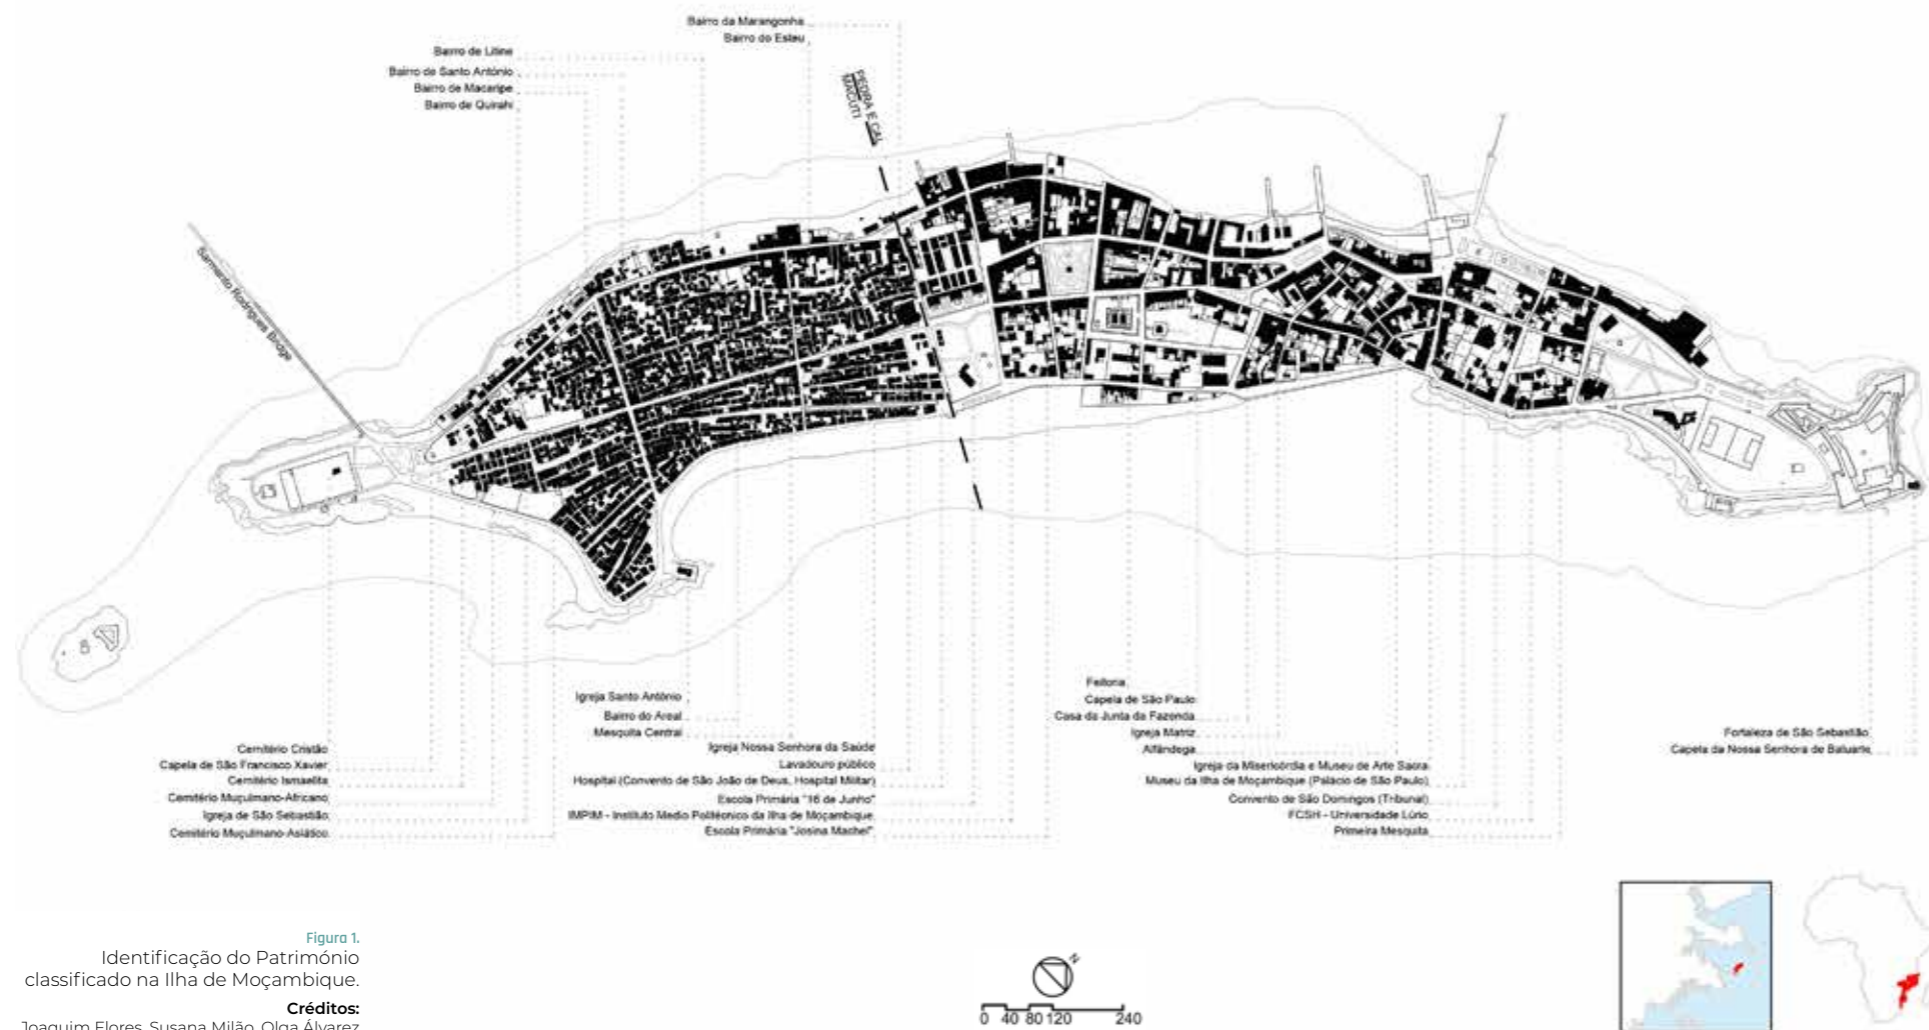 Bairro da Marangonha
Bairro do Esteu
Bairro de Litine
Bairro de Santo António
Bairro de Macaripe
Bairro de Quirahi
PEDRA E CAL
MACUTI
Sarmento Rodrigues Bridge
Igreja Santo António
Bairro do Areal
Mesquita Central
Cemitério Cristão
Capela de São Francisco Xavier
Cemitério Ismaelita
Cemitério Muçulmano-Africano
Igreja de São Sebastião
Cemitério Muçulmano-Asiático
Igreja Nossa Senhora da Saúde
Lavadouro público
Hospital (Convento de São João de Deus, Hospital Militar)
Escola Primária "16 de Junho"
IMPIM - Instituto Medio Politécnico da Ilha de Moçambique
Escola Primária "Josina Machel"
Feitoria
Capela de São Paulo
Casa da Junta da Fazenda
Igreja Matriz
Alfândega
Igreja da Misericórdia e Museu de Arte Sacra
Museu da Ilha de Moçambique (Palácio de São Paulo)
Convento de São Domingos (Tribunal)
FCSH - Universidade Lúrio
Primeira Mesquita
Fortaleza de São Sebastião
Capela da Nossa Senhora de Baluarte
Figura 1.
Identificação do Património
classificado na Ilha de Moçambique.
Créditos:
Joaquim Flores, Susana Milão, Olga Álvarez
N
0 40 80 120 240